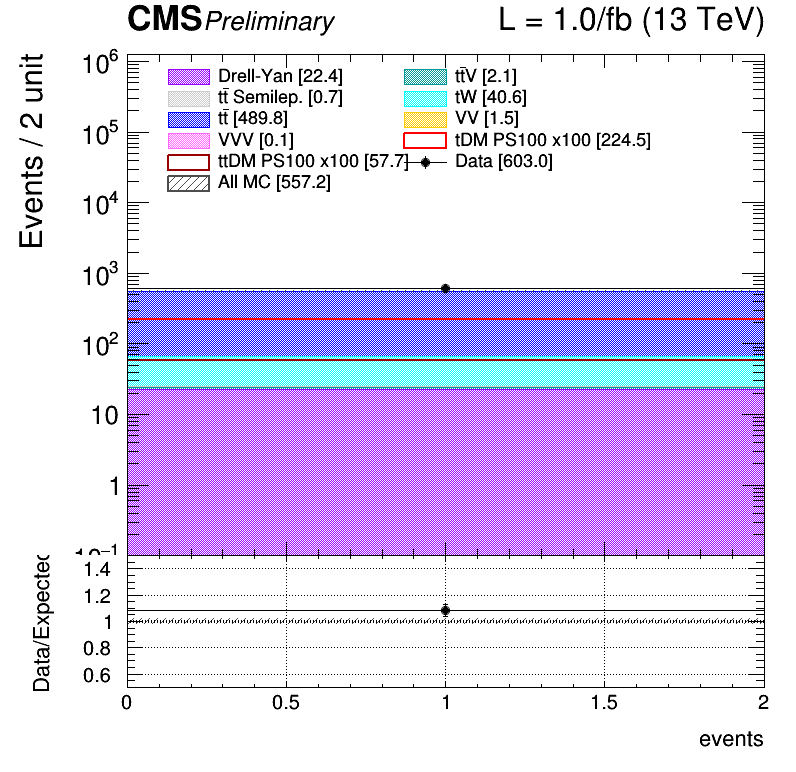 CMS Preliminary L = 1.0/fb (13 TeV)
Events / 2 unit
10⁶
10⁵
10⁴
10³
10²
10
1
10⁻¹
Drell-Yan [22.4]
tt̄V [2.1]
tt̄ Semilep. [0.7]
tW [40.6]
tt̄ [489.8]
VV [1.5]
VVV [0.1]
tDM PS100 x100 [224.5]
ttDM PS100 x100 [57.7]
Data [603.0]
All MC [557.2]
Data/Expected
1.4
1.2
1
0.8
0.6
0 0.5 1 1.5 2
events